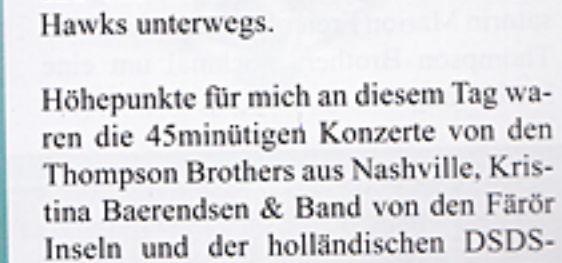 Hawks unterwegs.
Höhepunkte für mich an diesem Tag wa-
ren die 45minütigen Konzerte von den
Thompson Brothers aus Nashville, Kris-
tina Baerendsen & Band von den Färör
Inseln und der holländischen DSDS-